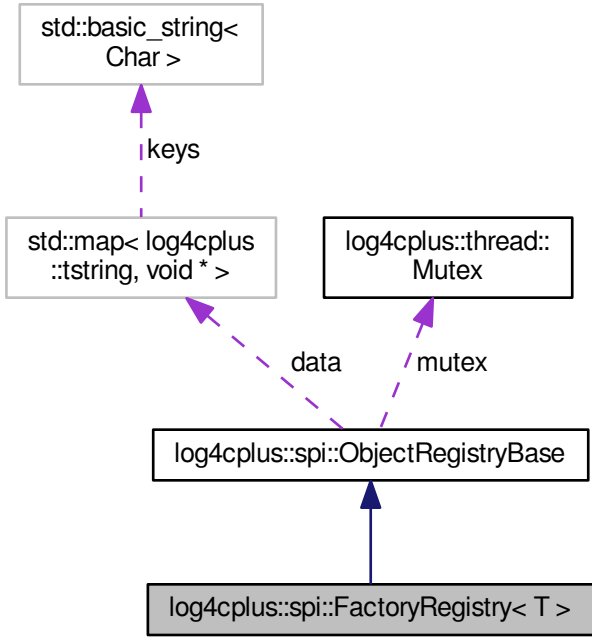 std::basic_string<
Char >
keys
std::map< log4cplus
::tstring, void * >
log4cplus::thread::
Mutex
data
mutex
log4cplus::spi::ObjectRegistryBase
log4cplus::spi::FactoryRegistry< T >